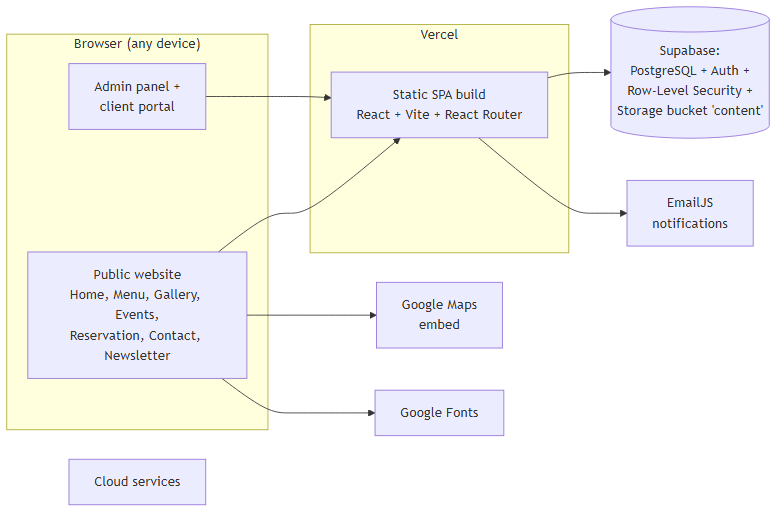 Browser (any device)
Admin panel +
client portal
Public website
Home, Menu, Gallery,
Events,
Reservation, Contact,
Newsletter
Cloud services
Vercel
Static SPA build
React + Vite + React Router
Google Maps
embed
Google Fonts
Supabase:
PostgreSQL + Auth +
Row-Level Security +
Storage bucket 'content'
EmailJS
notifications